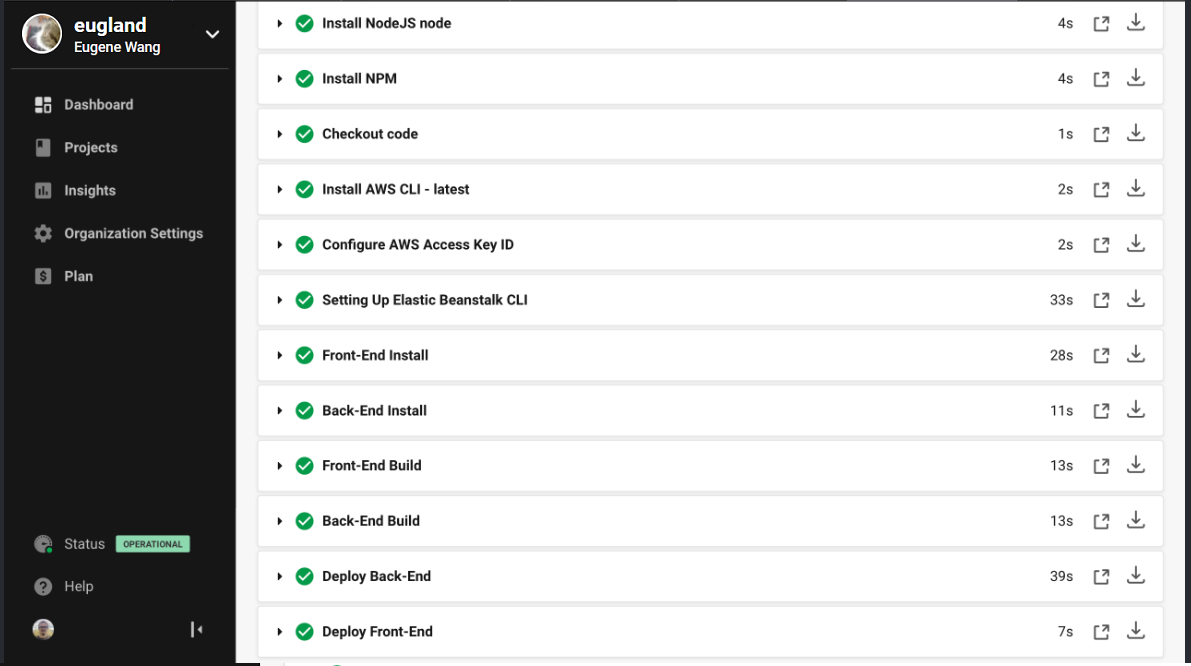 eugland
Eugene Wang
Dashboard
Projects
Insights
Organization Settings
Plan
Status OPERATIONAL
Help
Install NodeJS node 4s
Install NPM 4s
Checkout code 1s
Install AWS CLI - latest 2s
Configure AWS Access Key ID 2s
Setting Up Elastic Beanstalk CLI 33s
Front-End Install 28s
Back-End Install 11s
Front-End Build 13s
Back-End Build 13s
Deploy Back-End 39s
Deploy Front-End 7s